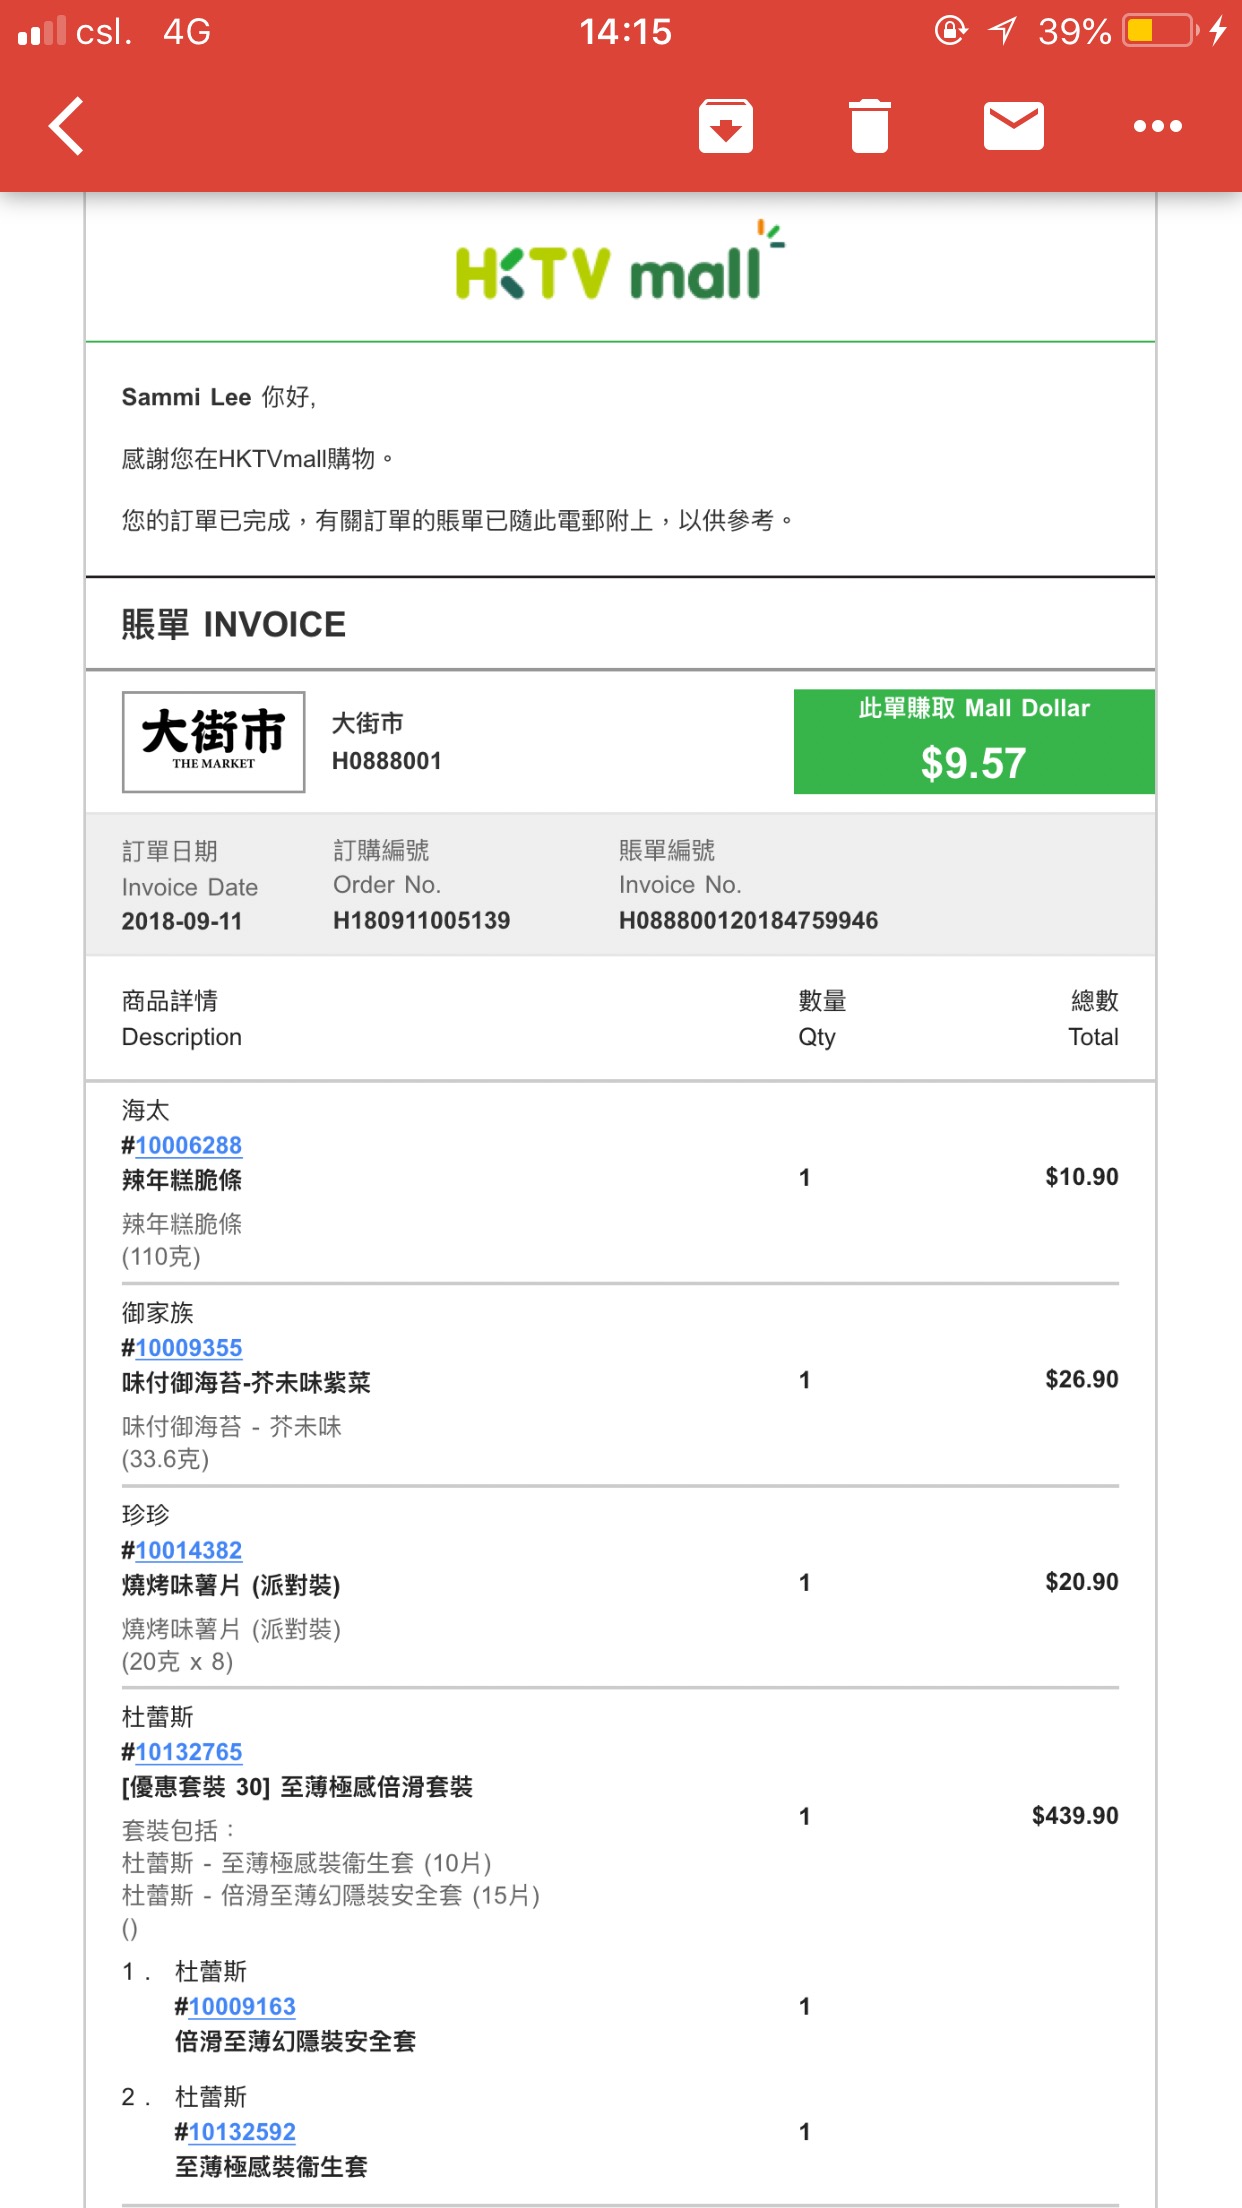 csl. 4G 14:15 39%
HKTV mall
Sammi Lee 你好,
感謝您在HKTVmall購物。
您的訂單已完成，有關訂單的賬單已隨此電郵附上，以供參考。
賬單 INVOICE
大街市
THE MARKET
大街市
H0888001
此單賺取 Mall Dollar
$9.57
訂單日期
Invoice Date
2018-09-11
訂購編號
Order No.
H180911005139
賬單編號
Invoice No.
H088800120184759946
商品詳情 數量 總數
Description Qty Total
海太
#10006288
辣年糕脆條 1 $10.90
辣年糕脆條
(110克)
御家族
#10009355
味付御海苔-芥未味紫菜 1 $26.90
味付御海苔 - 芥未味
(33.6克)
珍珍
#10014382
燒烤味薯片 (派對裝) 1 $20.90
燒烤味薯片 (派對裝)
(20克 x 8)
杜蕾斯
#10132765
[優惠套裝 30] 至薄極感倍滑套裝
1 $439.90
套裝包括：
杜蕾斯 - 至薄極感裝衞生套 (10片)
杜蕾斯 - 倍滑至薄幻隱裝安全套 (15片)
()
1. 杜蕾斯
#10009163 1
倍滑至薄幻隱裝安全套
2. 杜蕾斯
#10132592 1
至薄極感裝衞生套